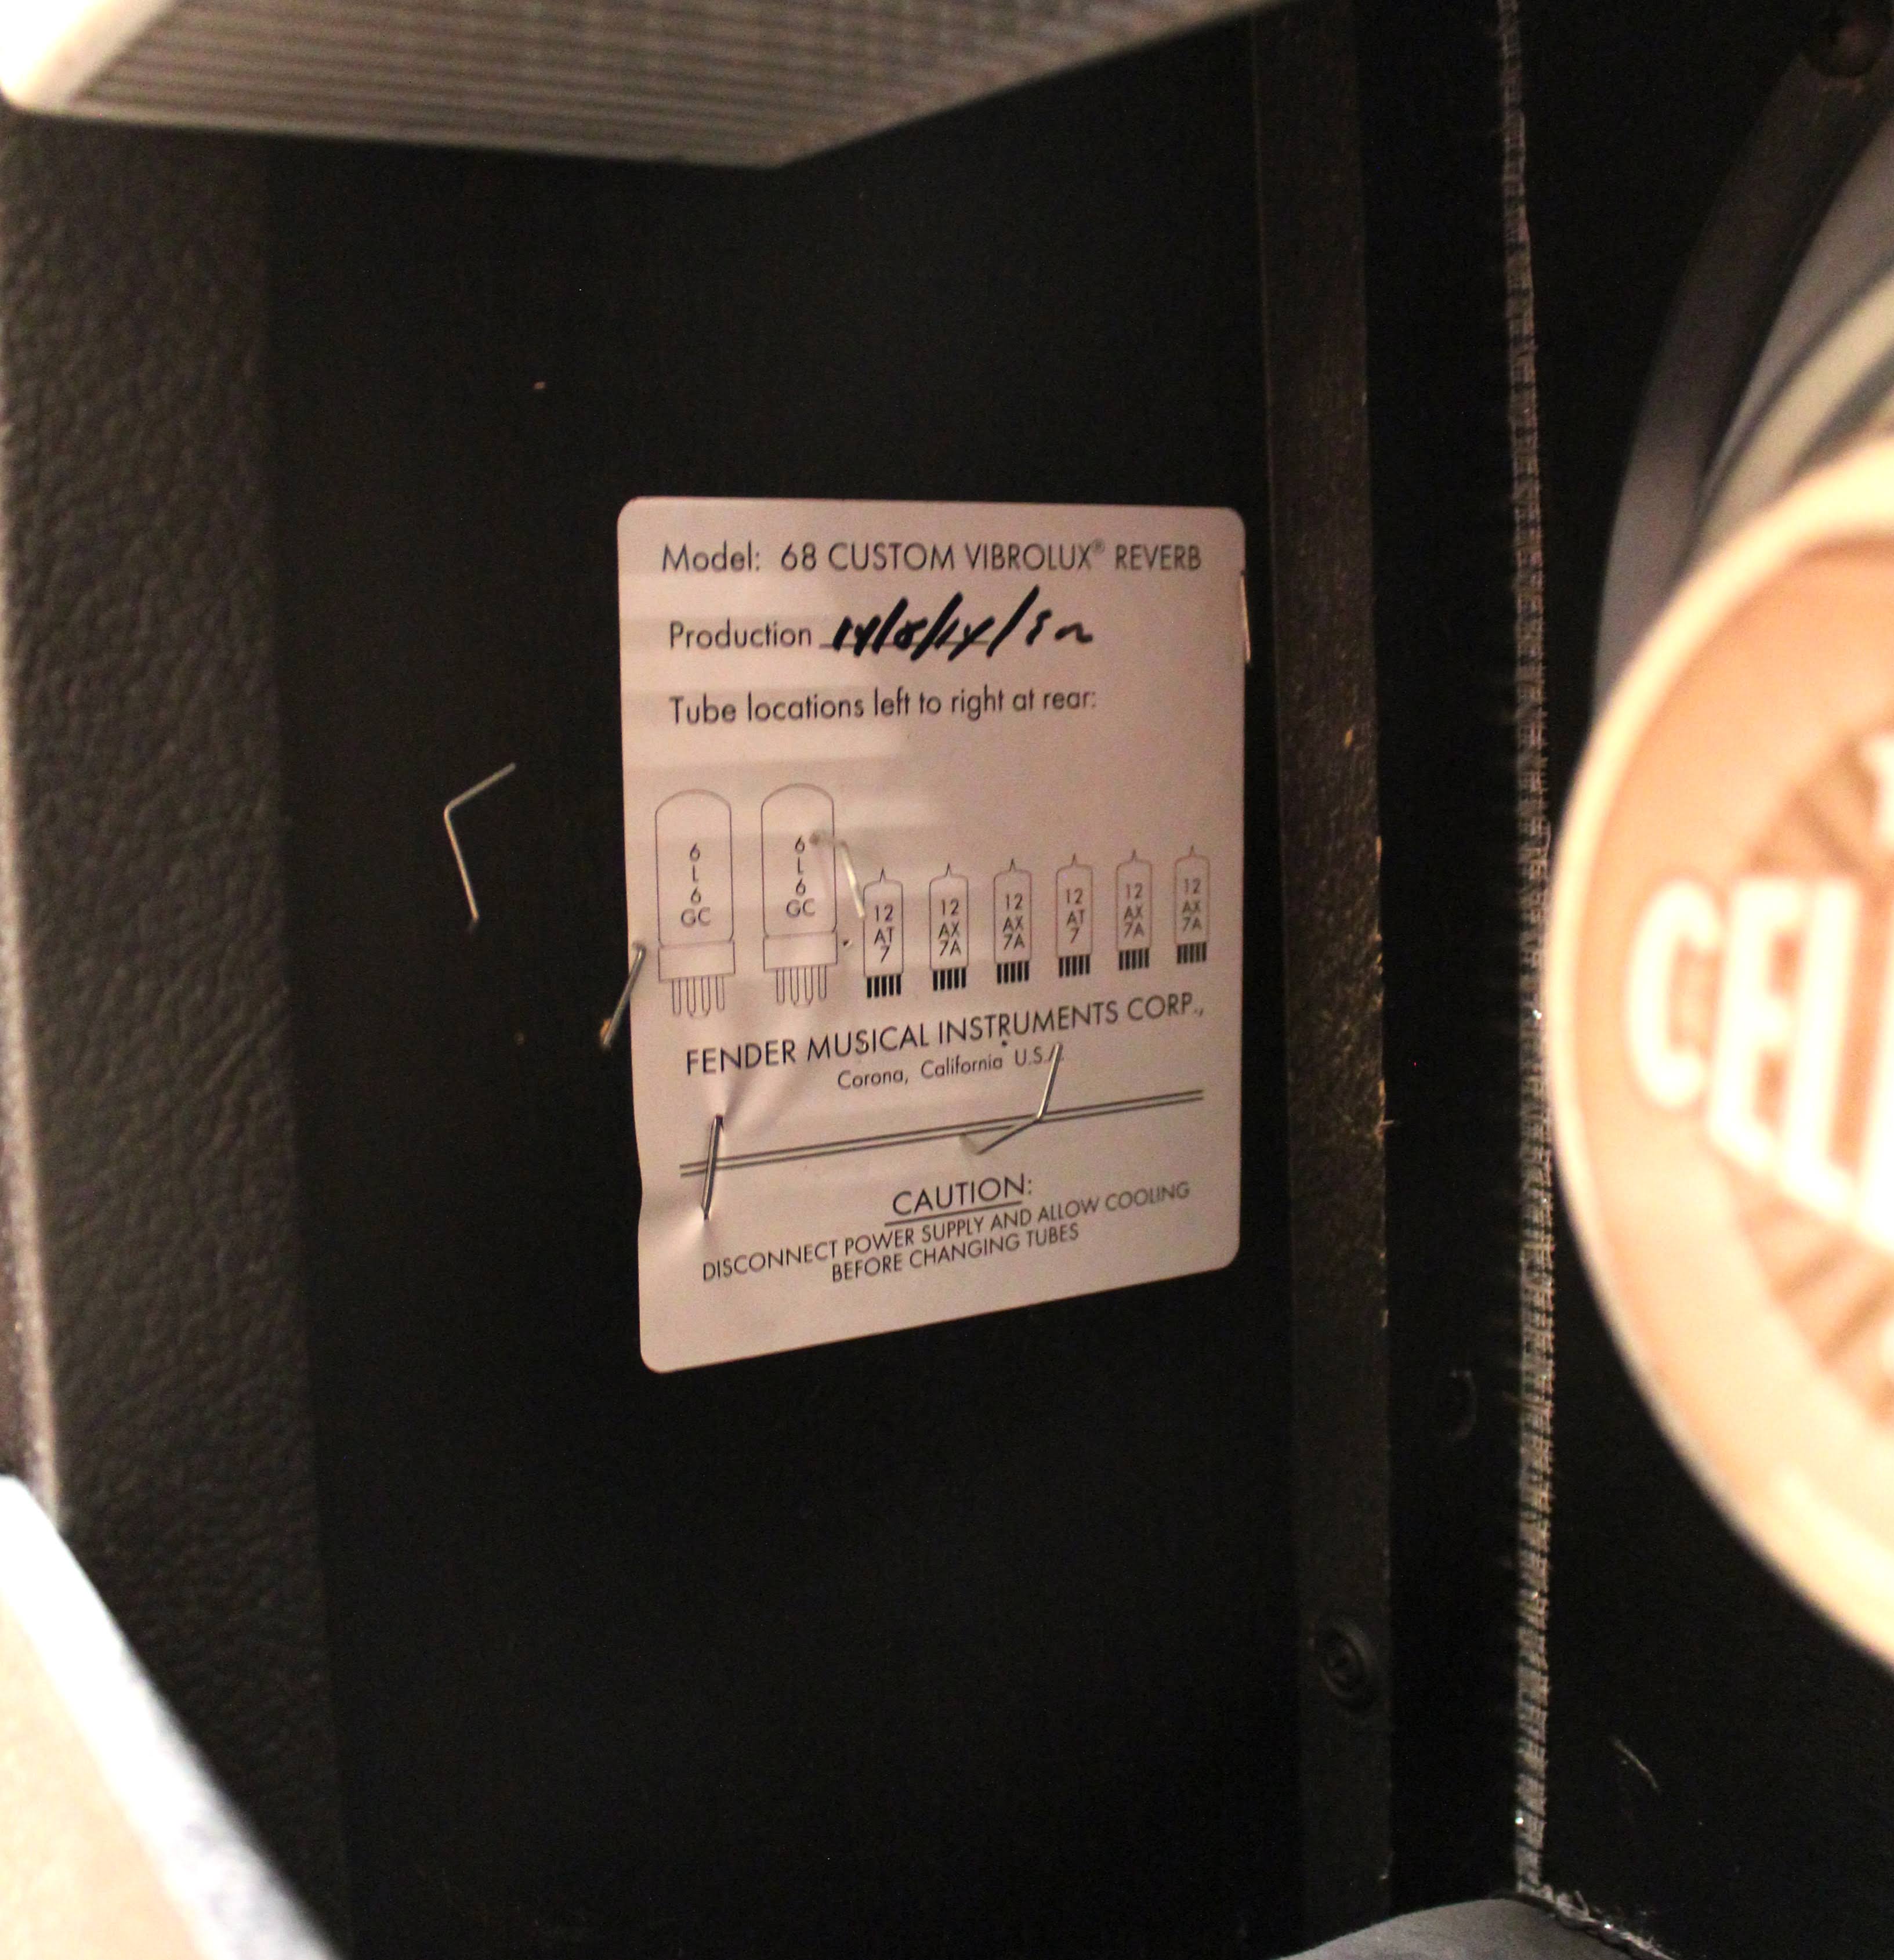 Model: 68 CUSTOM VIBROLUX® REVERB
Production
Tube locations left to right at rear:
6
L
6
GC
6
L
6
GC
12
AT
7
12
AX
7A
12
AX
7A
12
AT
7
12
AX
7A
12
AX
7A
FENDER MUSICAL INSTRUMENTS CORP.,
Corona, California U.S.A.
CAUTION:
DISCONNECT POWER SUPPLY AND ALLOW COOLING
BEFORE CHANGING TUBES